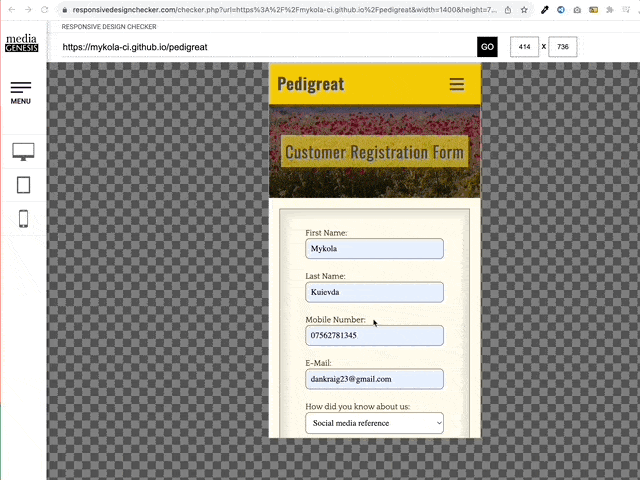 responsivedesignchecker.com/checker.php?url=https%3A%2F%2Fmykola-ci.github.io%2Fpedigreat&width=1400&height=7...
RESPONSIVE DESIGN CHECKER
media
GENESIS
https://mykola-ci.github.io/pedigreat
GO
414 X 736
MENU
Pedigreat
Customer Registration Form
First Name:
Mykola
Last Name:
Kuievda
Mobile Number:
07562781345
E-Mail:
dankraig23@gmail.com
How did you know about us:
Social media reference